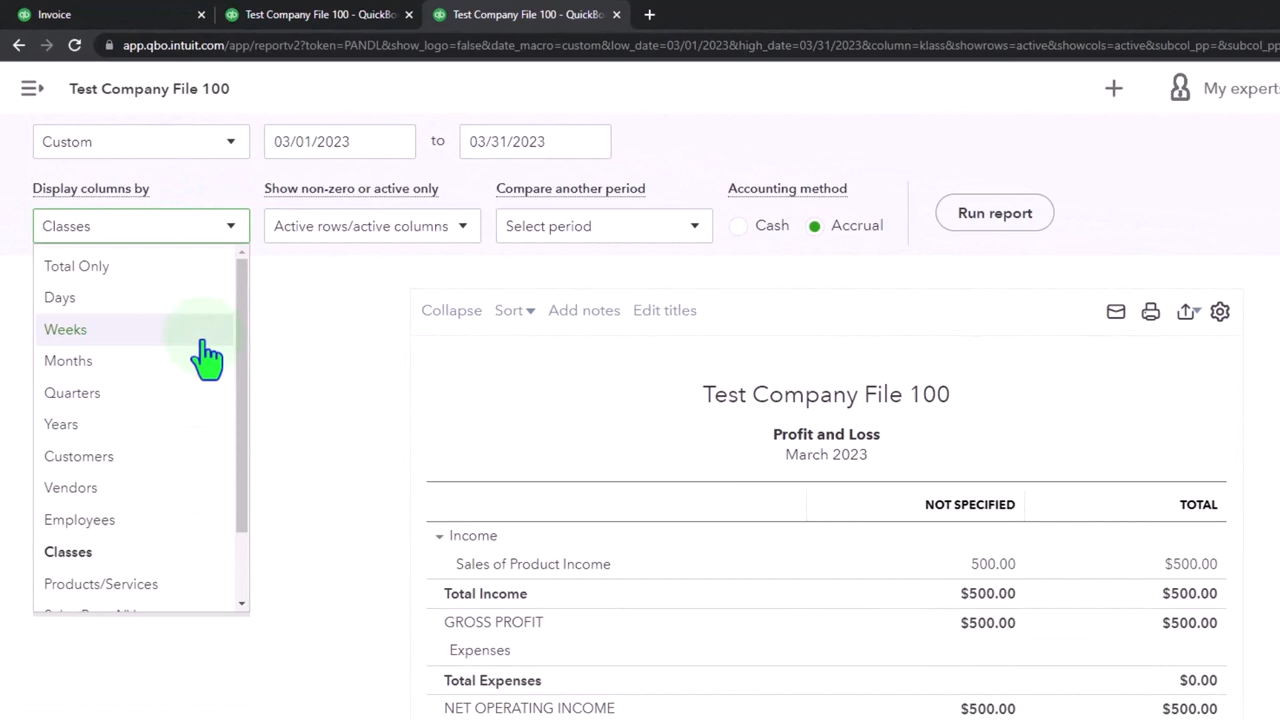 Invoice
Test Company File 100 - QuickBo
Test Company File 100 - QuickBo
app.qbo.intuit.com/app/reportv2?token=PANDL&show_logo=false&date_macro=custom&low_date=03/01/2023&high_date=03/31/2023&column=klass&showrows=active&showcols=active&subcol_pp=&subcol_pp
Test Company File 100
My expert
Custom
03/01/2023
to
03/31/2023
Display columns by
Show non-zero or active only
Compare another period
Accounting method
Classes
Active rows/active columns
Select period
Cash
Accrual
Run report
Total Only
Days
Weeks
Months
Quarters
Years
Customers
Vendors
Employees
Classes
Products/Services
Collapse Sort Add notes Edit titles
Test Company File 100
Profit and Loss
March 2023
NOT SPECIFIED TOTAL
Income
Sales of Product Income 500.00 $500.00
Total Income $500.00 $500.00
GROSS PROFIT $500.00 $500.00
Expenses
Total Expenses $0.00
NET OPERATING INCOME $500.00 $500.00